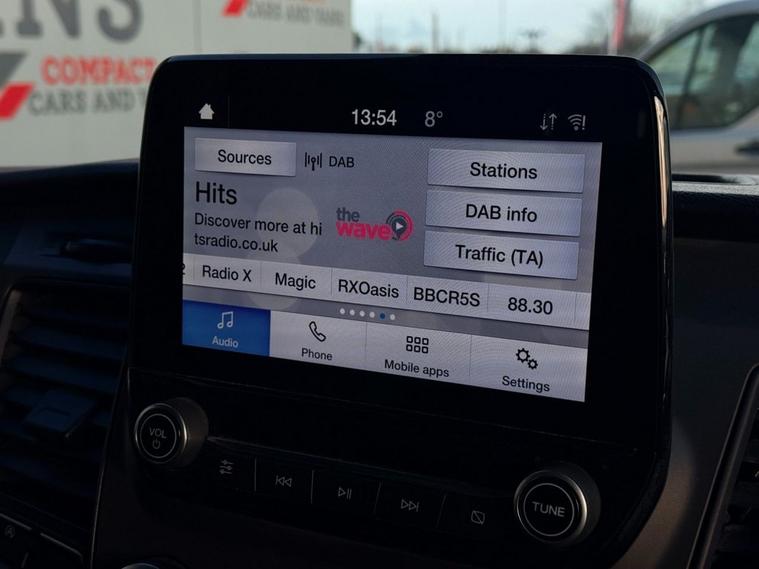 NS
COMPACT
CARS AND V
CARS AND VANS
13:54 8°
Sources DAB Stations
Hits
Discover more at hi
tsradio.co.uk
the
wave
DAB info
Traffic (TA)
2 Radio X Magic RXOasis BBCR5S 88.30
Audio Phone Mobile apps Settings
VOL
TUNE